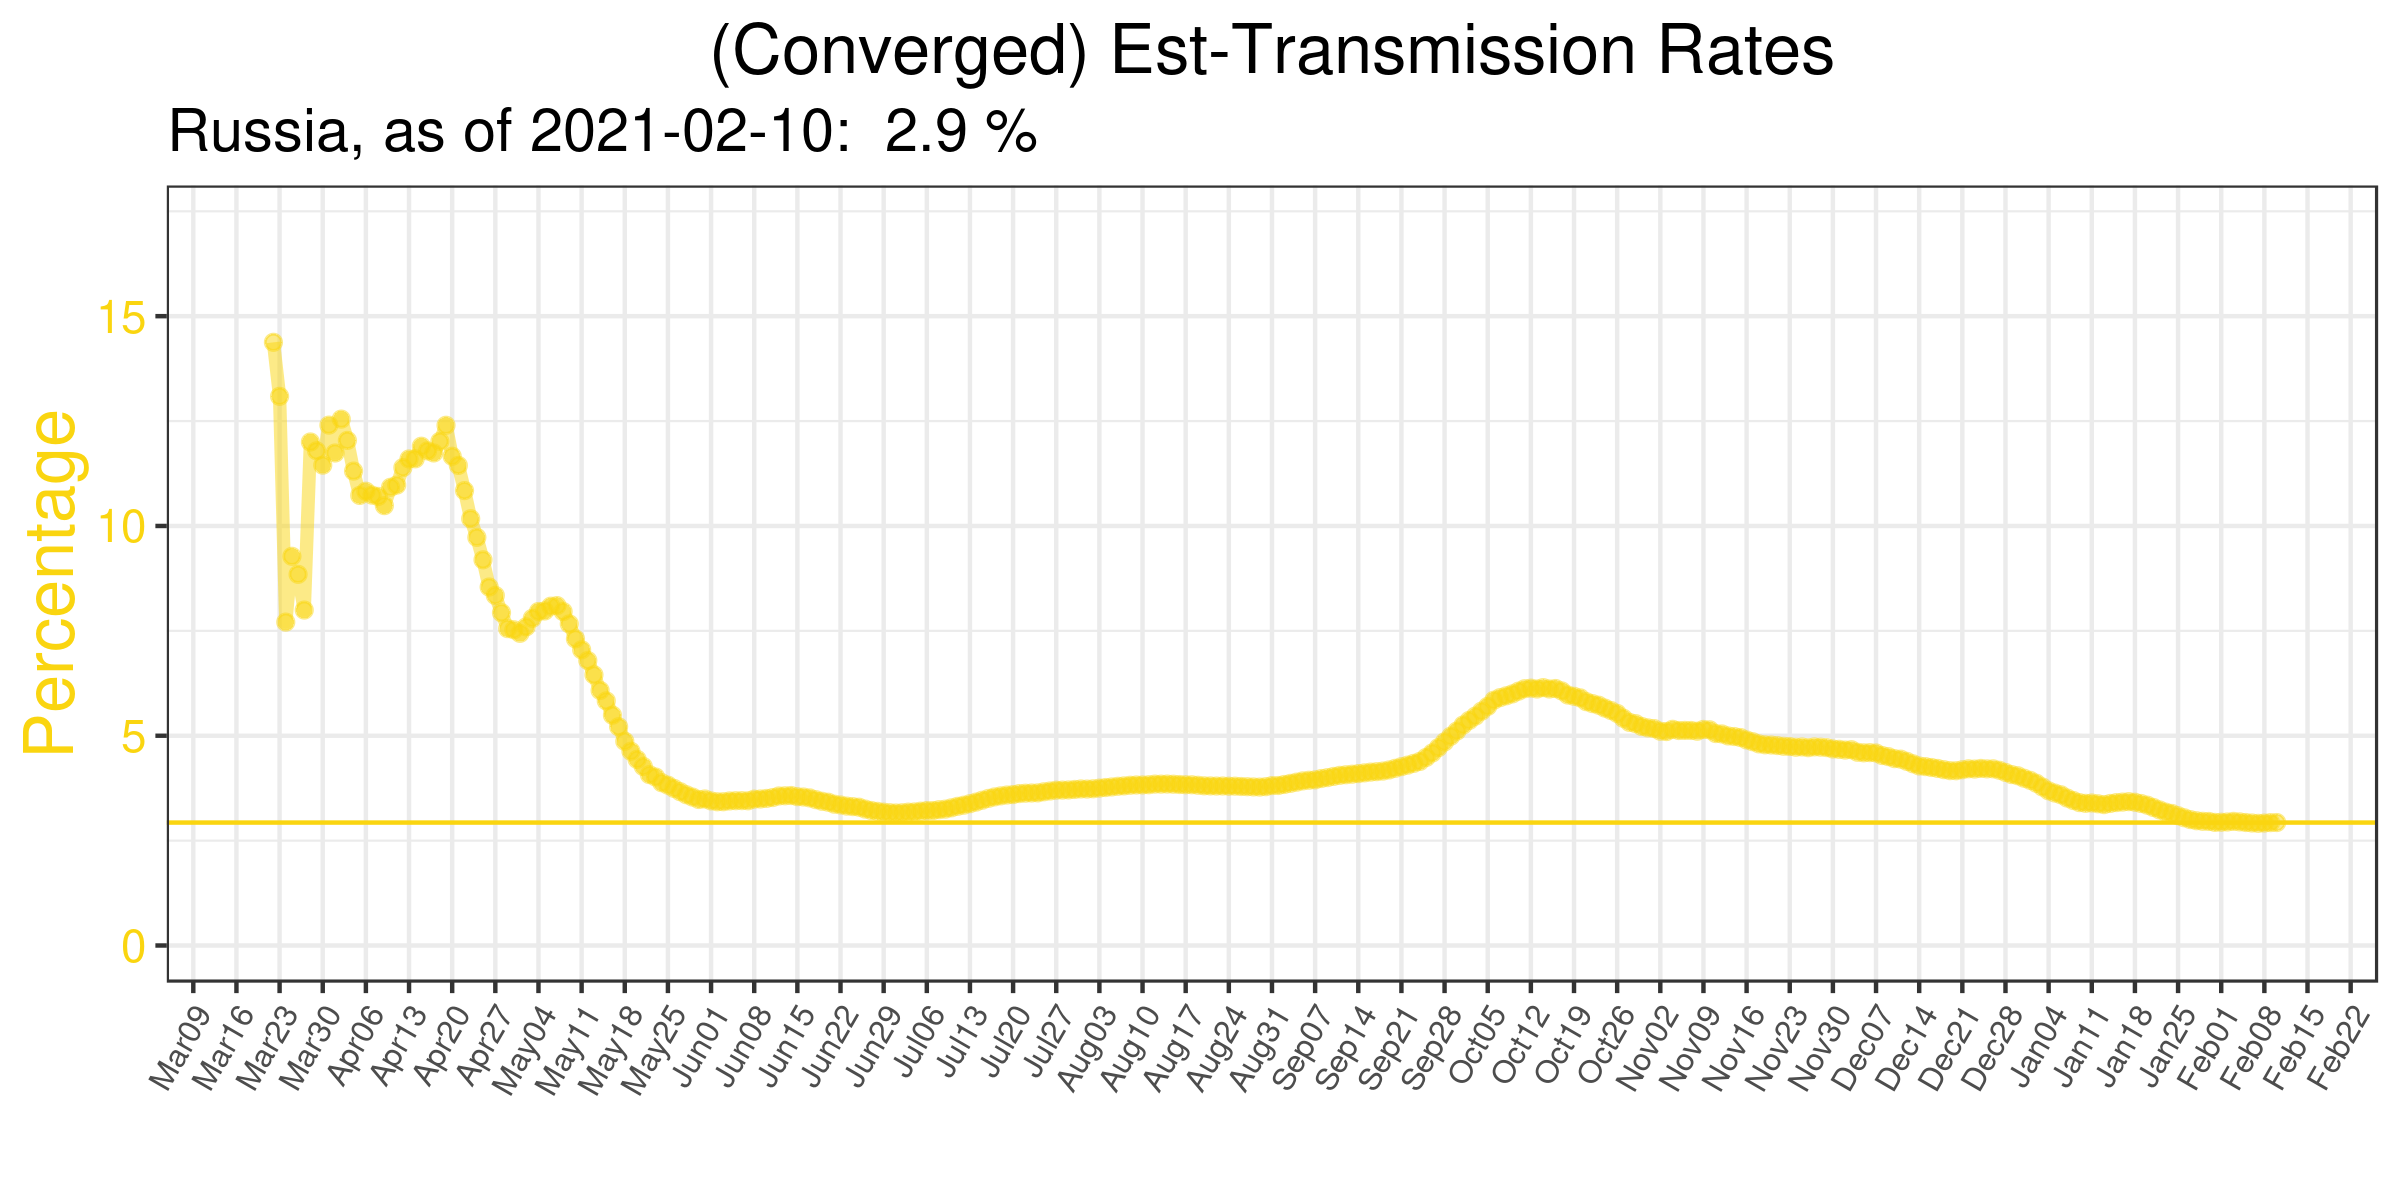 (Converged) Est-Transmission Rates
Russia, as of 2021-02-10:  2.9 %
Percentage
15
10
5
0
Mar09
Mar16
Mar23
Mar30
Apr06
Apr13
Apr20
Apr27
May04
May11
May18
May25
Jun01
Jun08
Jun15
Jun22
Jun29
Jul06
Jul13
Jul20
Jul27
Aug03
Aug10
Aug17
Aug24
Aug31
Sep07
Sep14
Sep21
Sep28
Oct05
Oct12
Oct19
Oct26
Nov02
Nov09
Nov16
Nov23
Nov30
Dec07
Dec14
Dec21
Dec28
Jan04
Jan11
Jan18
Jan25
Feb01
Feb08
Feb15
Feb22